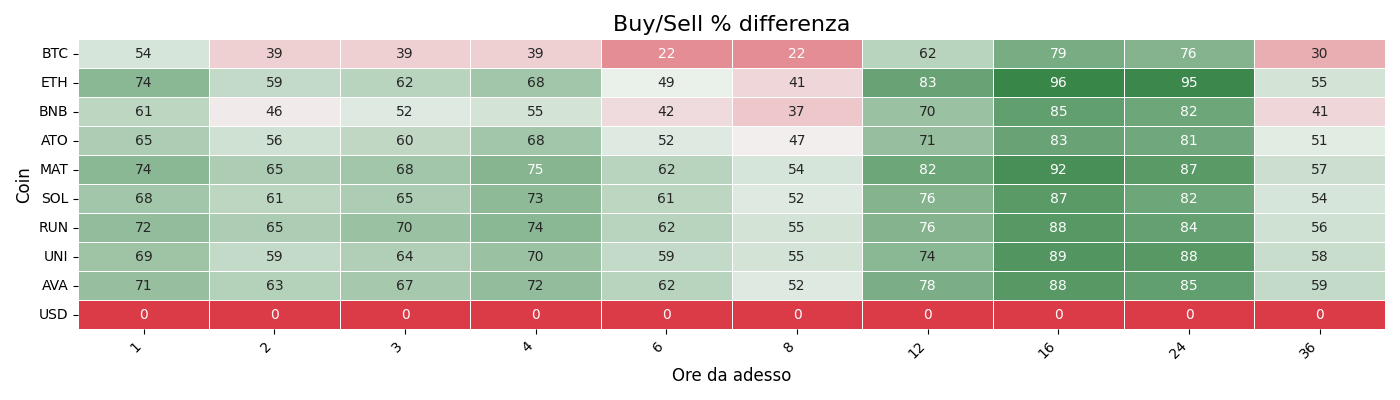 Buy/Sell % differenza
Coin
BTC 54 39 39 39 22 22 62 79 76 30
ETH 74 59 62 68 49 41 83 96 95 55
BNB 61 46 52 55 42 37 70 85 82 41
ATO 65 56 60 68 52 47 71 83 81 51
MAT 74 65 68 75 62 54 82 92 87 57
SOL 68 61 65 73 61 52 76 87 82 54
RUN 72 65 70 74 62 55 76 88 84 56
UNI 69 59 64 70 59 55 74 89 88 58
AVA 71 63 67 72 62 52 78 88 85 59
USD 0 0 0 0 0 0 0 0 0 0
1 2 3 4 6 8 12 16 24 36
Ore da adesso